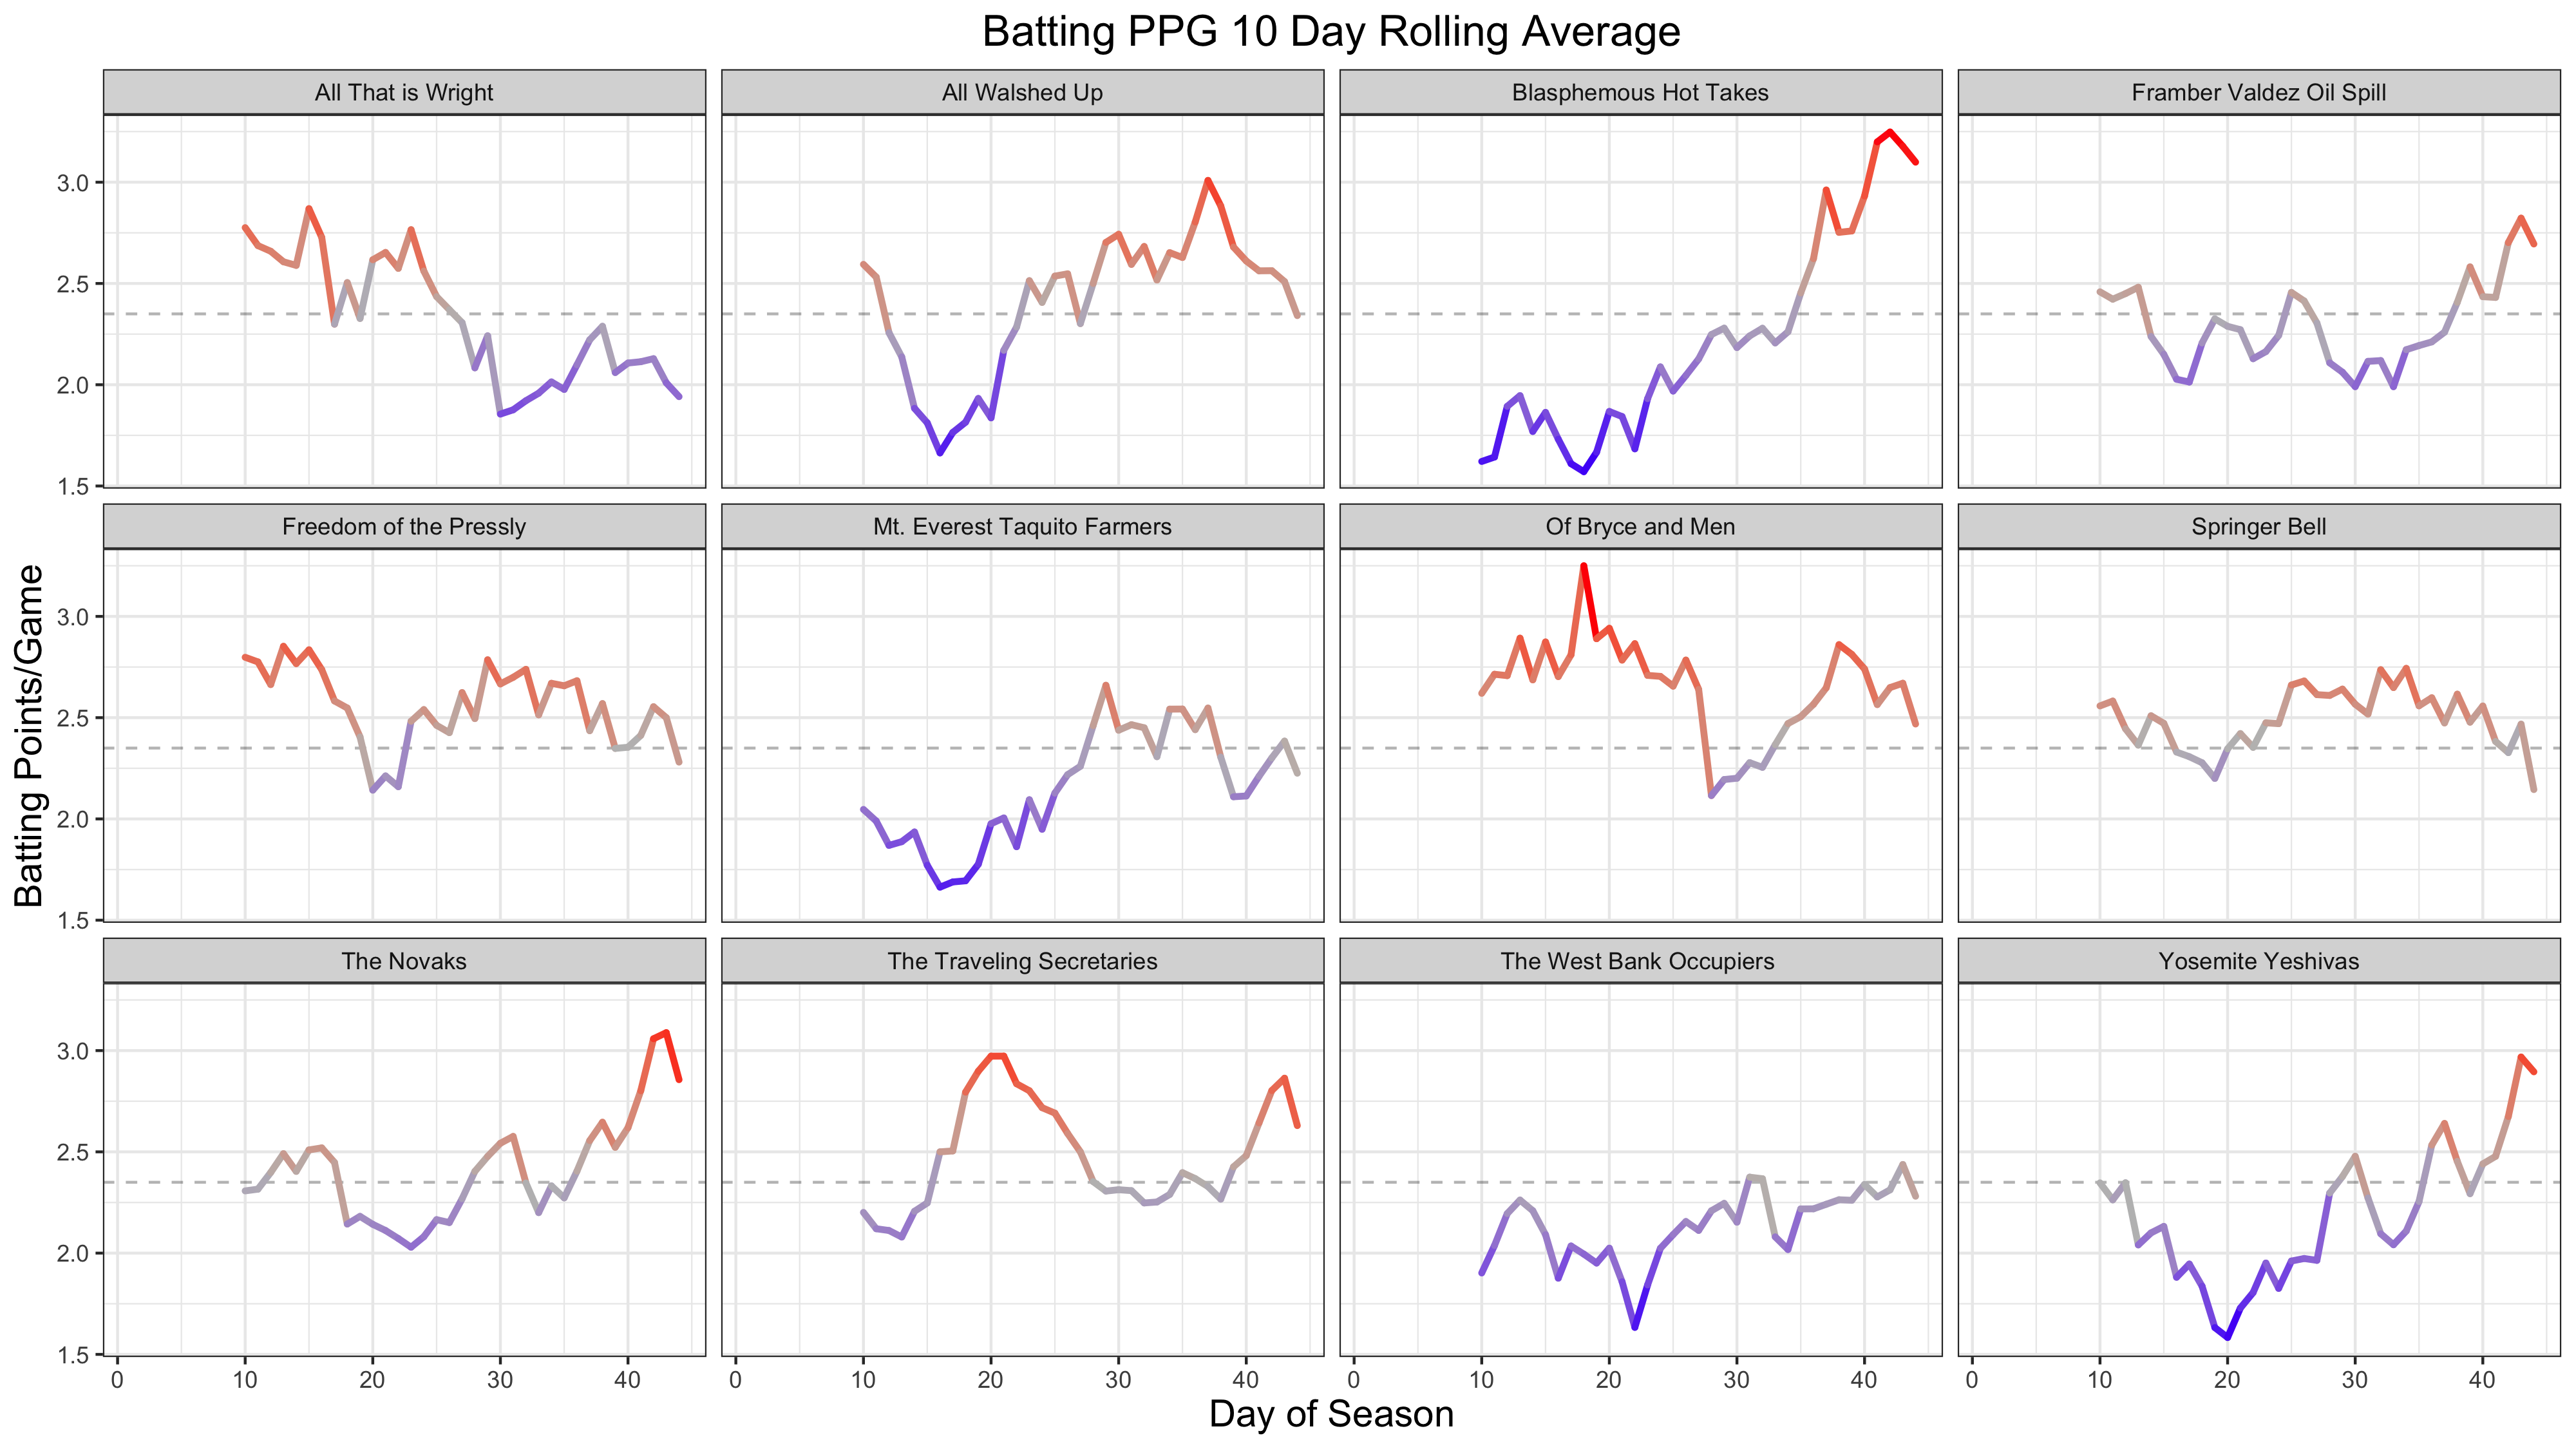 Batting PPG 10 Day Rolling Average
All That is Wright
All Walshed Up
Blasphemous Hot Takes
Framber Valdez Oil Spill
3.0
2.5
2.0
1.5
Freedom of the Pressly
Mt. Everest Taquito Farmers
Of Bryce and Men
Springer Bell
3.0
2.5
2.0
1.5
Batting Points/Game
The Novaks
The Traveling Secretaries
The West Bank Occupiers
Yosemite Yeshivas
3.0
2.5
2.0
1.5
0 10 20 30 40 0 10 20 30 40 0 10 20 30 40 0 10 20 30 40
Day of Season